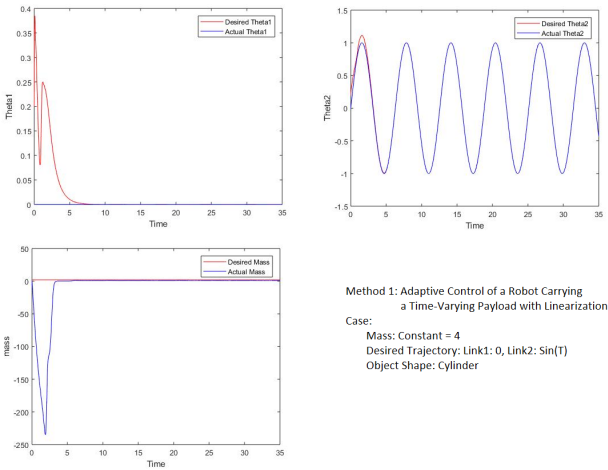 Desired Theta1
Actual Theta1
0.4
0.35
0.3
0.25
0.2
0.15
0.1
0.05
0
Theta1
0 5 10 15 20 25 30 35
Time
Desired Theta2
Actual Theta2
1.5
1
0.5
0
-0.5
-1
-1.5
Theta2
0 5 10 15 20 25 30 35
Time
Desired Mass
Actual Mass
50
0
-50
-100
-150
-200
-250
mass
0 5 10 15 20 25 30 35
Time
Method 1: Adaptive Control of a Robot Carrying
a Time-Varying Payload with Linearization
Case:
Mass: Constant = 4
Desired Trajectory: Link1: 0, Link2: Sin(T)
Object Shape: Cylinder